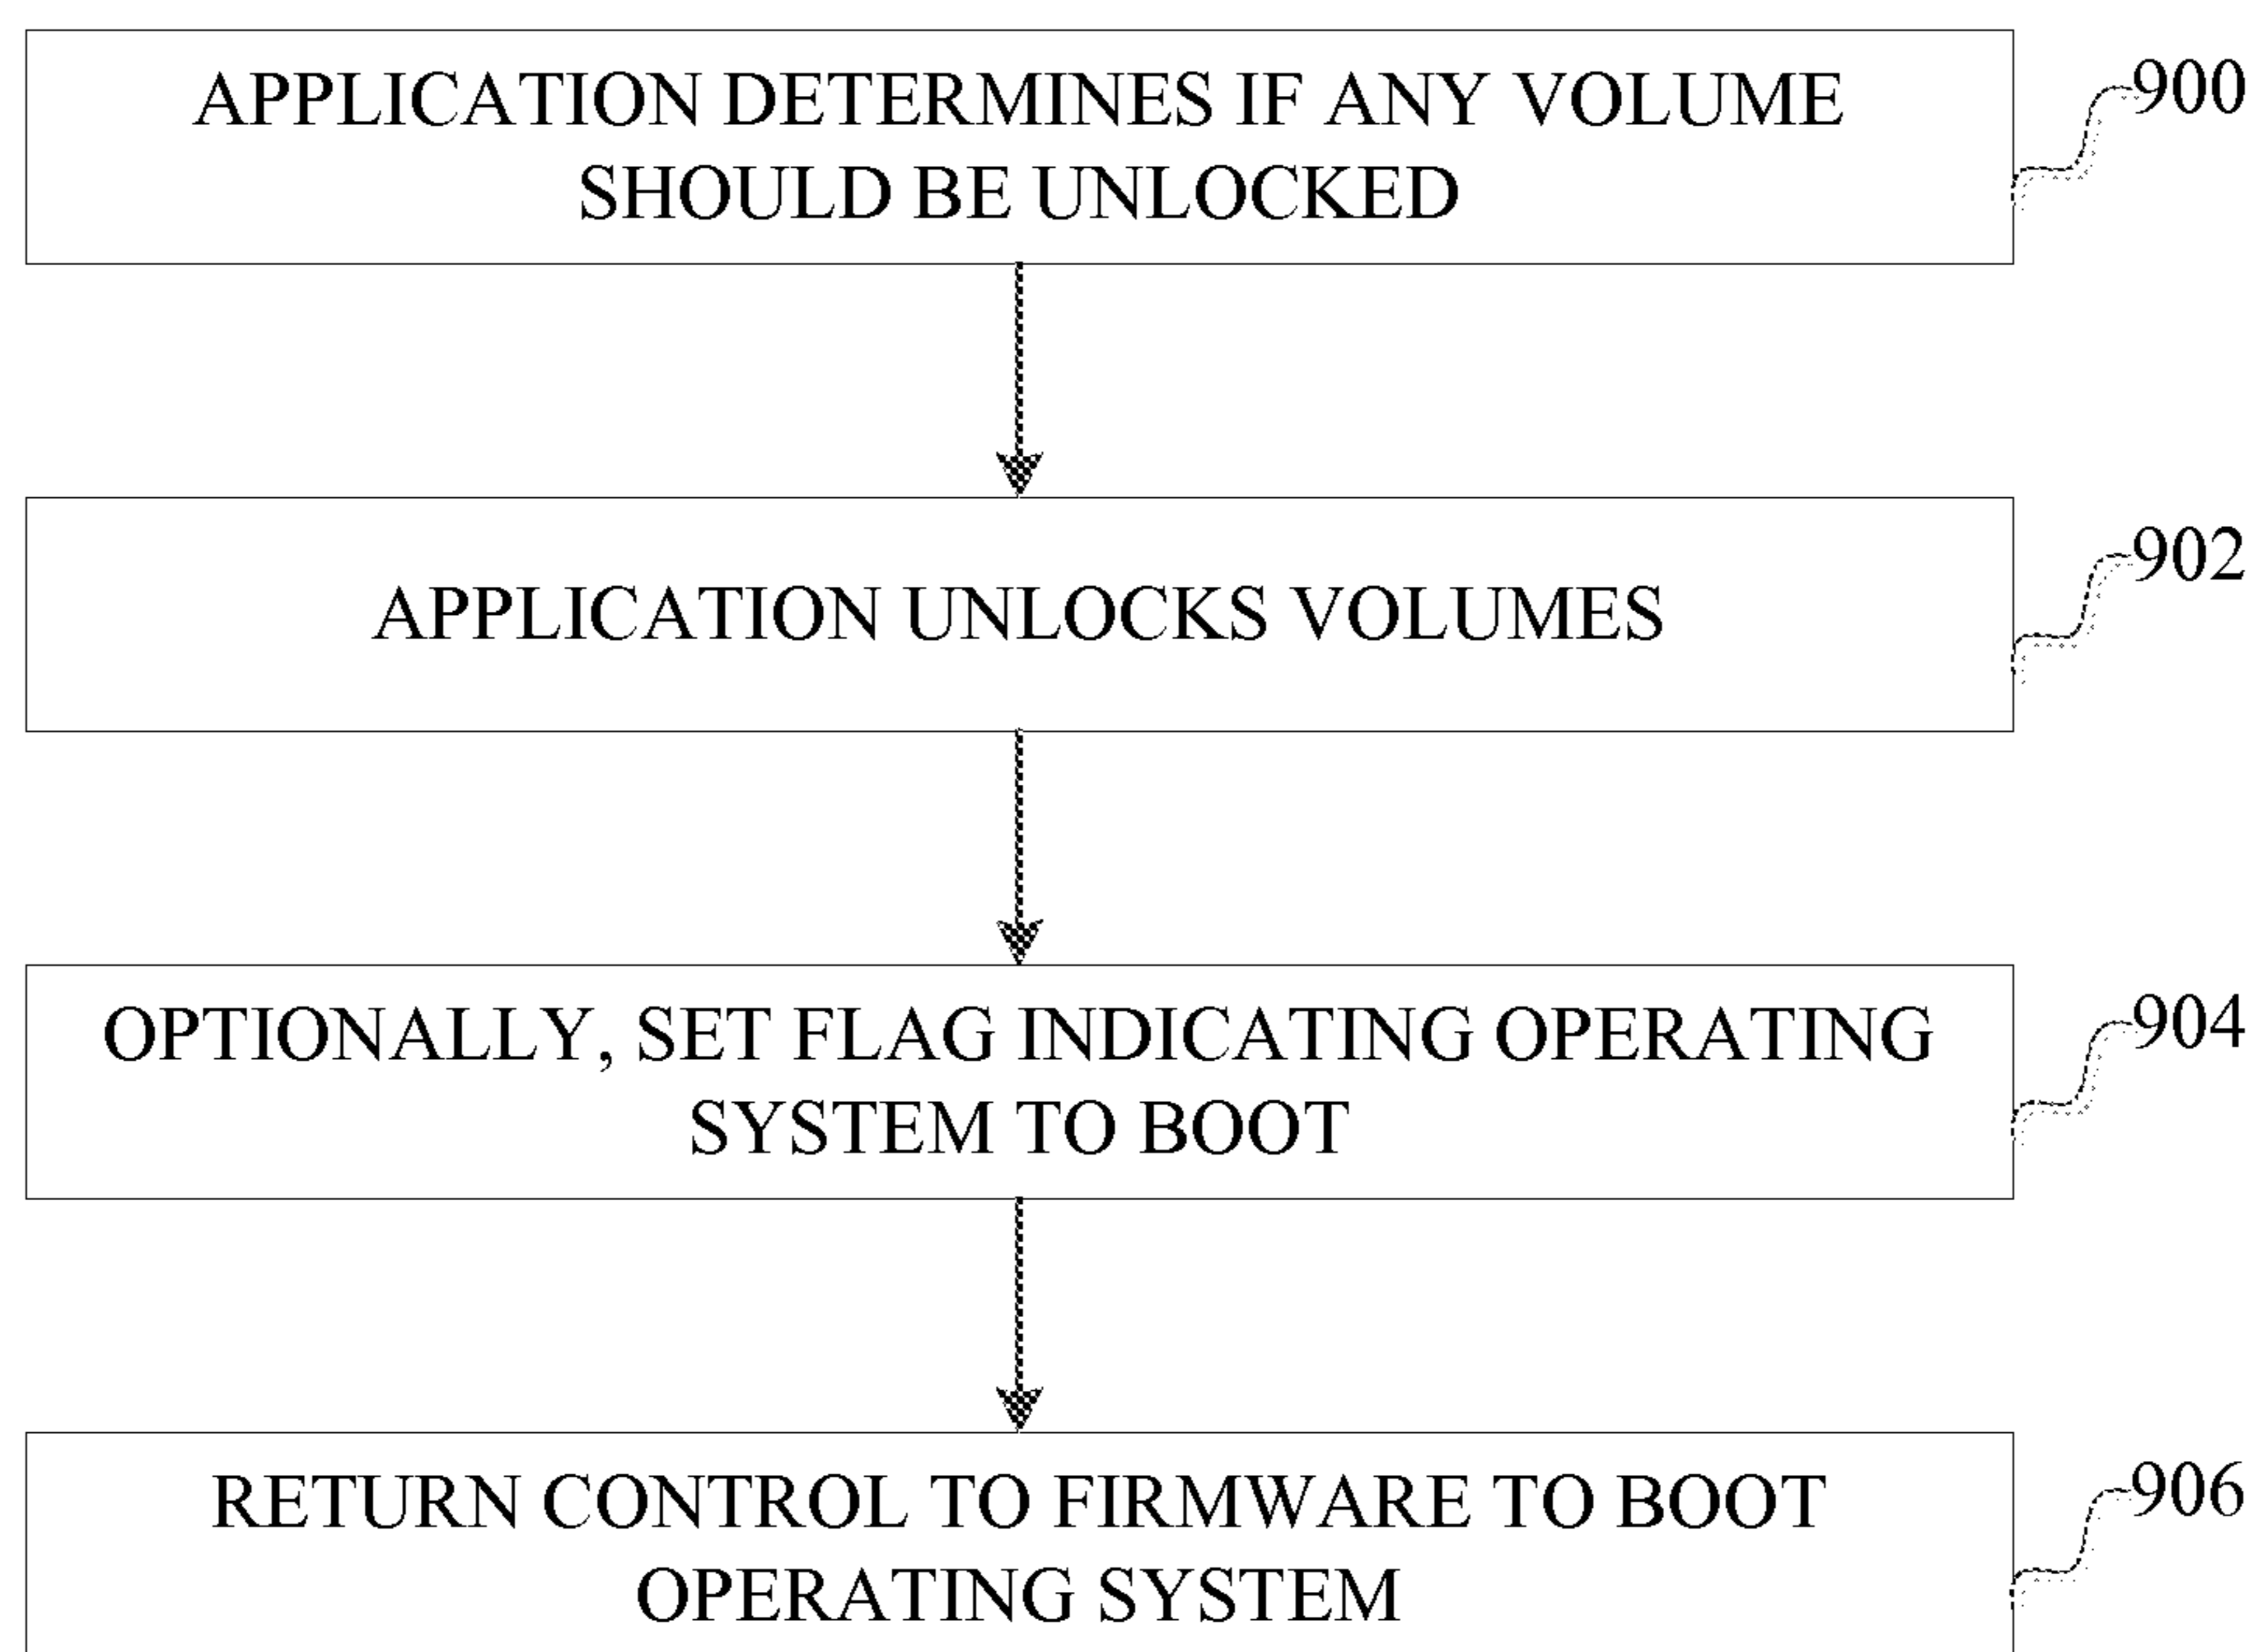 APPLICATION DETERMINES IF ANY VOLUME
SHOULD BE UNLOCKED
900
APPLICATION UNLOCKS VOLUMES
902
OPTIONALLY, SET FLAG INDICATING OPERATING
SYSTEM TO BOOT
904
RETURN CONTROL TO FIRMWARE TO BOOT
OPERATING SYSTEM
906